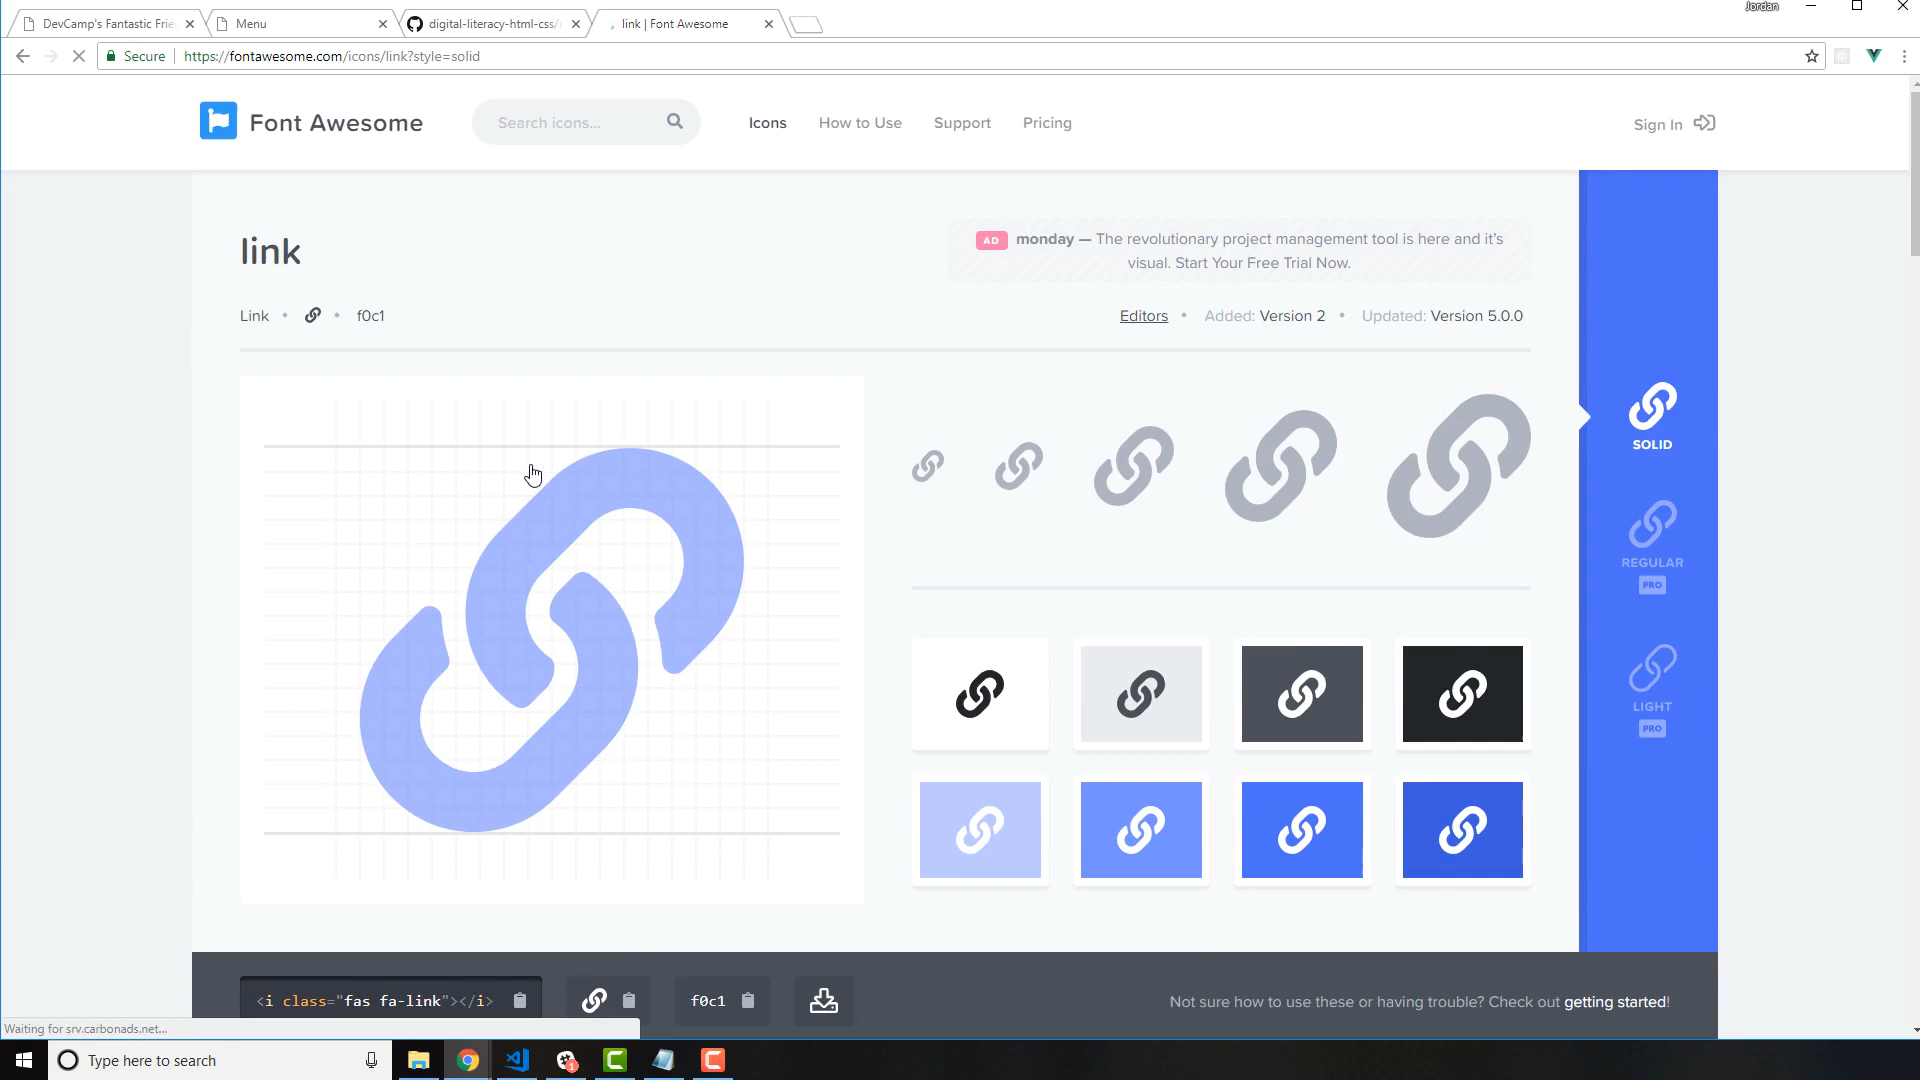 Jordan
DevCamp's Fantastic Frie
Menu
digital-literacy-html-css/
link | Font Awesome
Secure
https://fontawesome.com/icons/link?style=solid
Font Awesome
Search icons...
Icons
How to Use
Support
Pricing
Sign In
link
AD monday — The revolutionary project management tool is here and it's
visual. Start Your Free Trial Now.
Link • • f0c1
Editors • Added: Version 2 • Updated: Version 5.0.0
SOLID
REGULAR
PRO
LIGHT
PRO
<i class="fas fa-link"></i>
f0c1
Not sure how to use these or having trouble? Check out getting started!
Waiting for srv.carbonads.net...
Type here to search
1